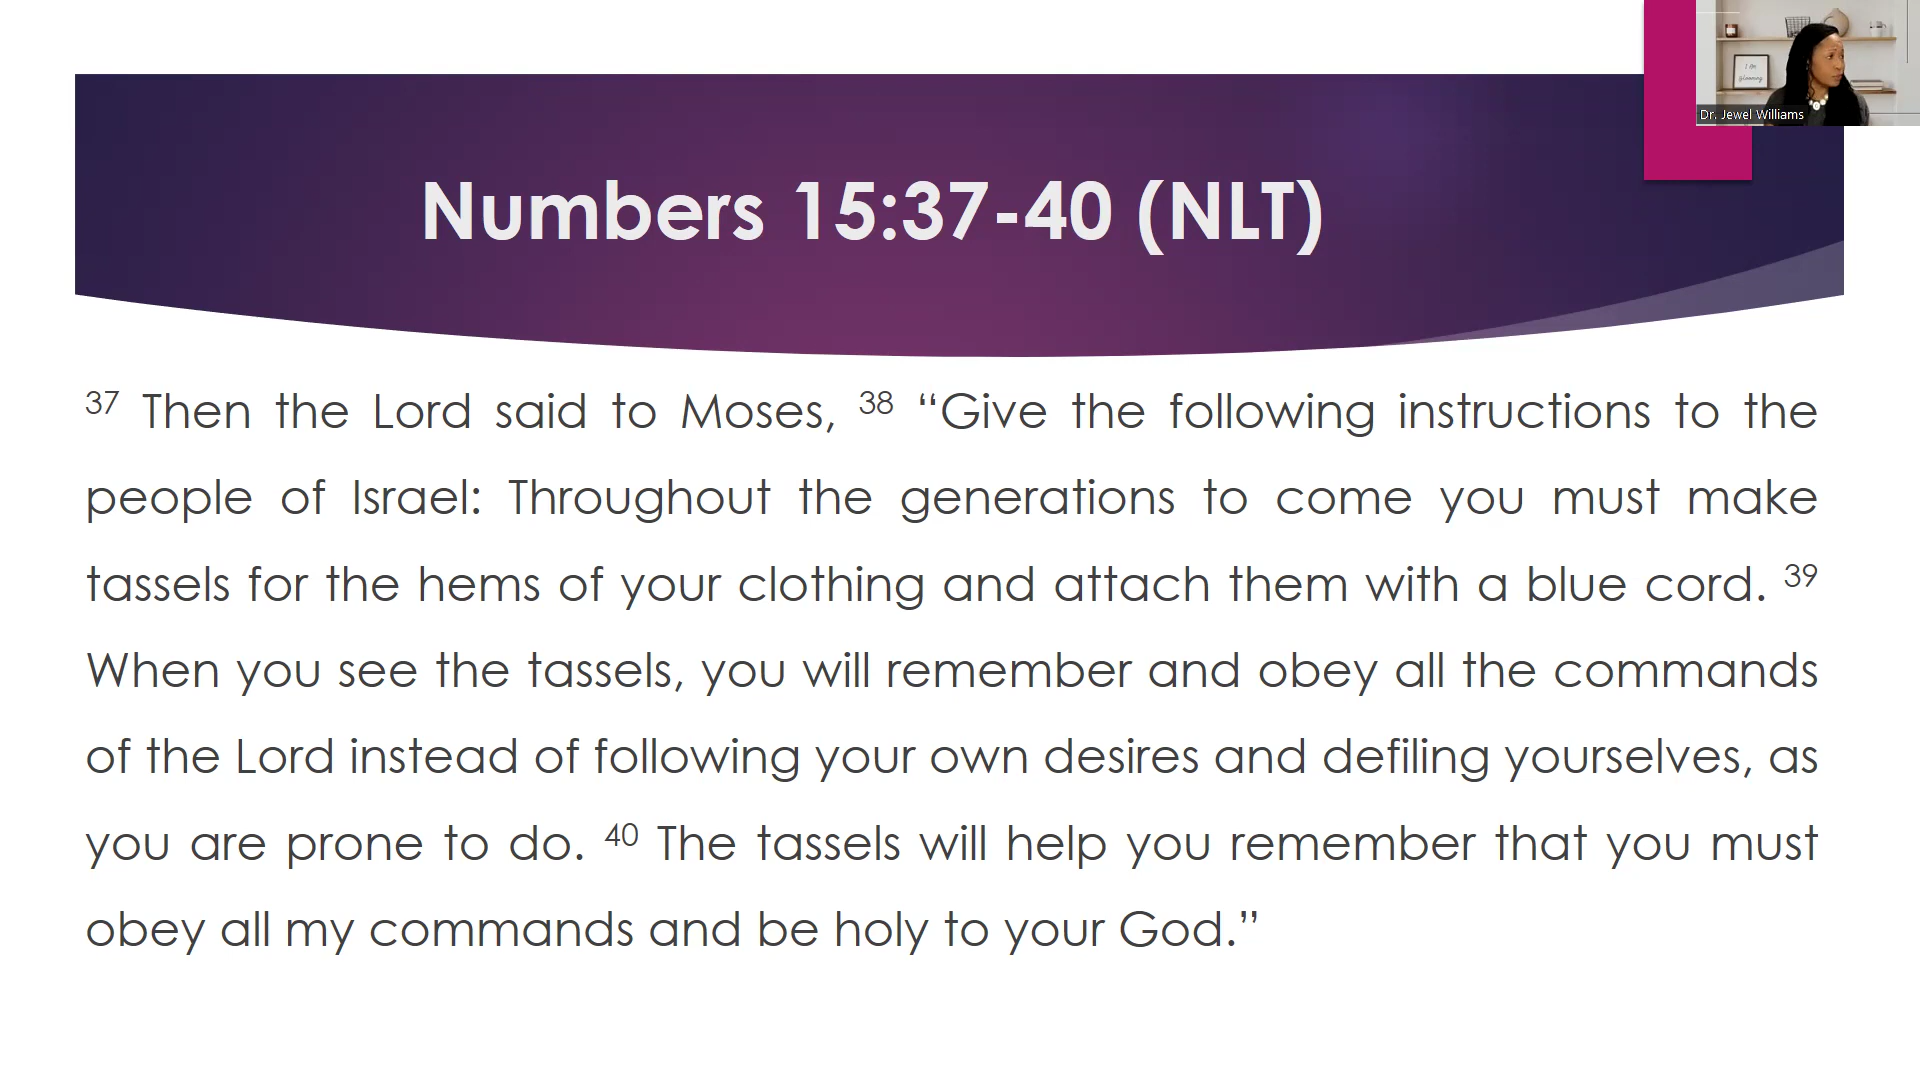 Dr. Jewel Williams
Numbers 15:37-40 (NLT)
37 Then the Lord said to Moses, 38 “Give the following instructions to the
people of Israel: Throughout the generations to come you must make
tassels for the hems of your clothing and attach them with a blue cord. 39
When you see the tassels, you will remember and obey all the commands
of the Lord instead of following your own desires and defiling yourselves, as
you are prone to do. 40 The tassels will help you remember that you must
obey all my commands and be holy to your God.”